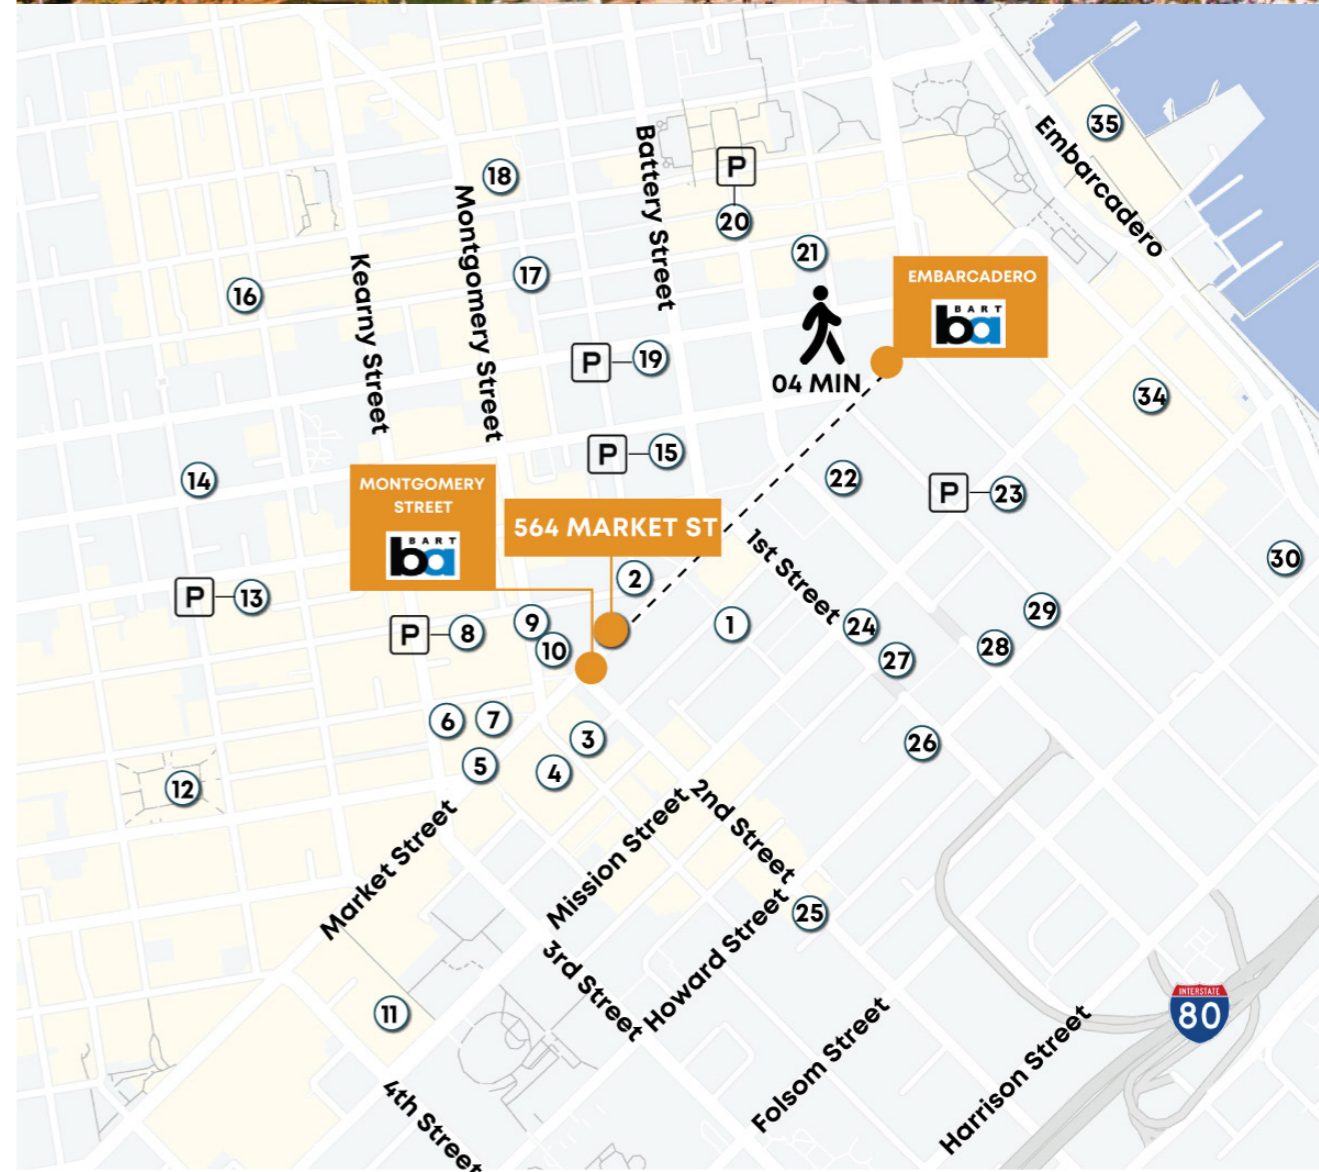 35
Embarcadero
Battery Street
P
20
18
Montgomery Street
21
17
Kearny Street
16
EMBARCADERO
BART
ba
P
19
04 MIN
34
P
15
14
22
P
23
MONTGOMERY
STREET
BART
ba
564 MARKET ST
1st Street
2
30
P
13
29
9
1
24
P
8
10
28
27
6
7
3
26
5
4
12
2nd Street
Mission Street
Market Street
25
Howard Street
3rd Street
11
INTERSTATE
80
Folsom Street
Harrison Street
4th Street